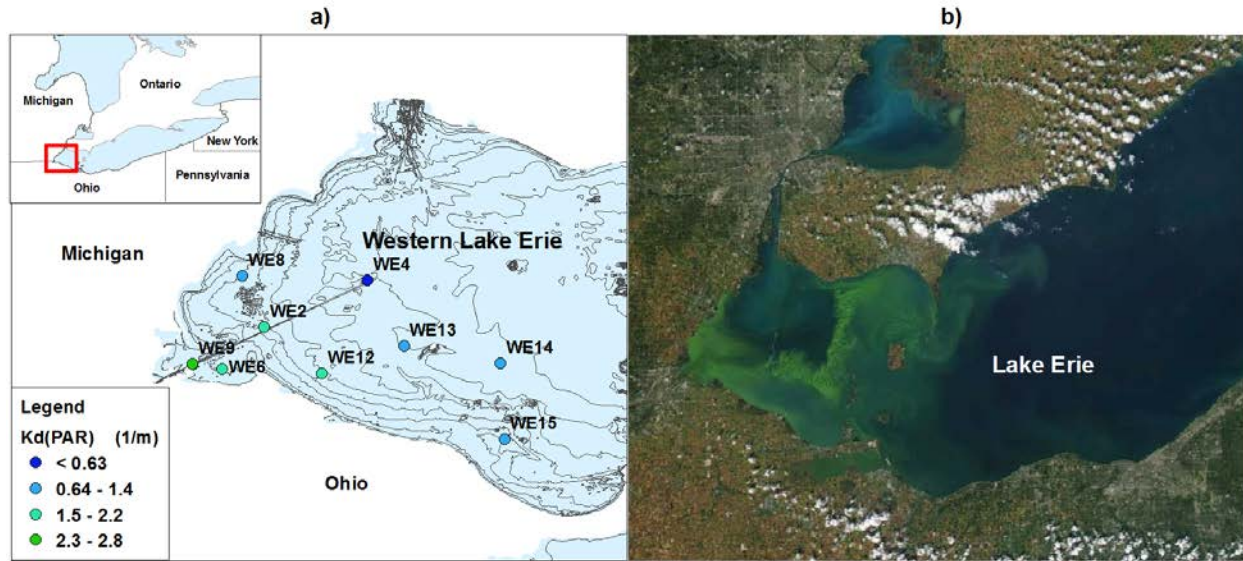 a)
b)
Michigan
Ontario
New York
Pennsylvania
Ohio
Michigan
Western Lake Erie
WE8
WE4
WE2
WE13
WE14
WE9
WE6
WE12
WE15
Ohio
Legend
Kd(PAR) (1/m)
< 0.63
0.64 - 1.4
1.5 - 2.2
2.3 - 2.8
Lake Erie